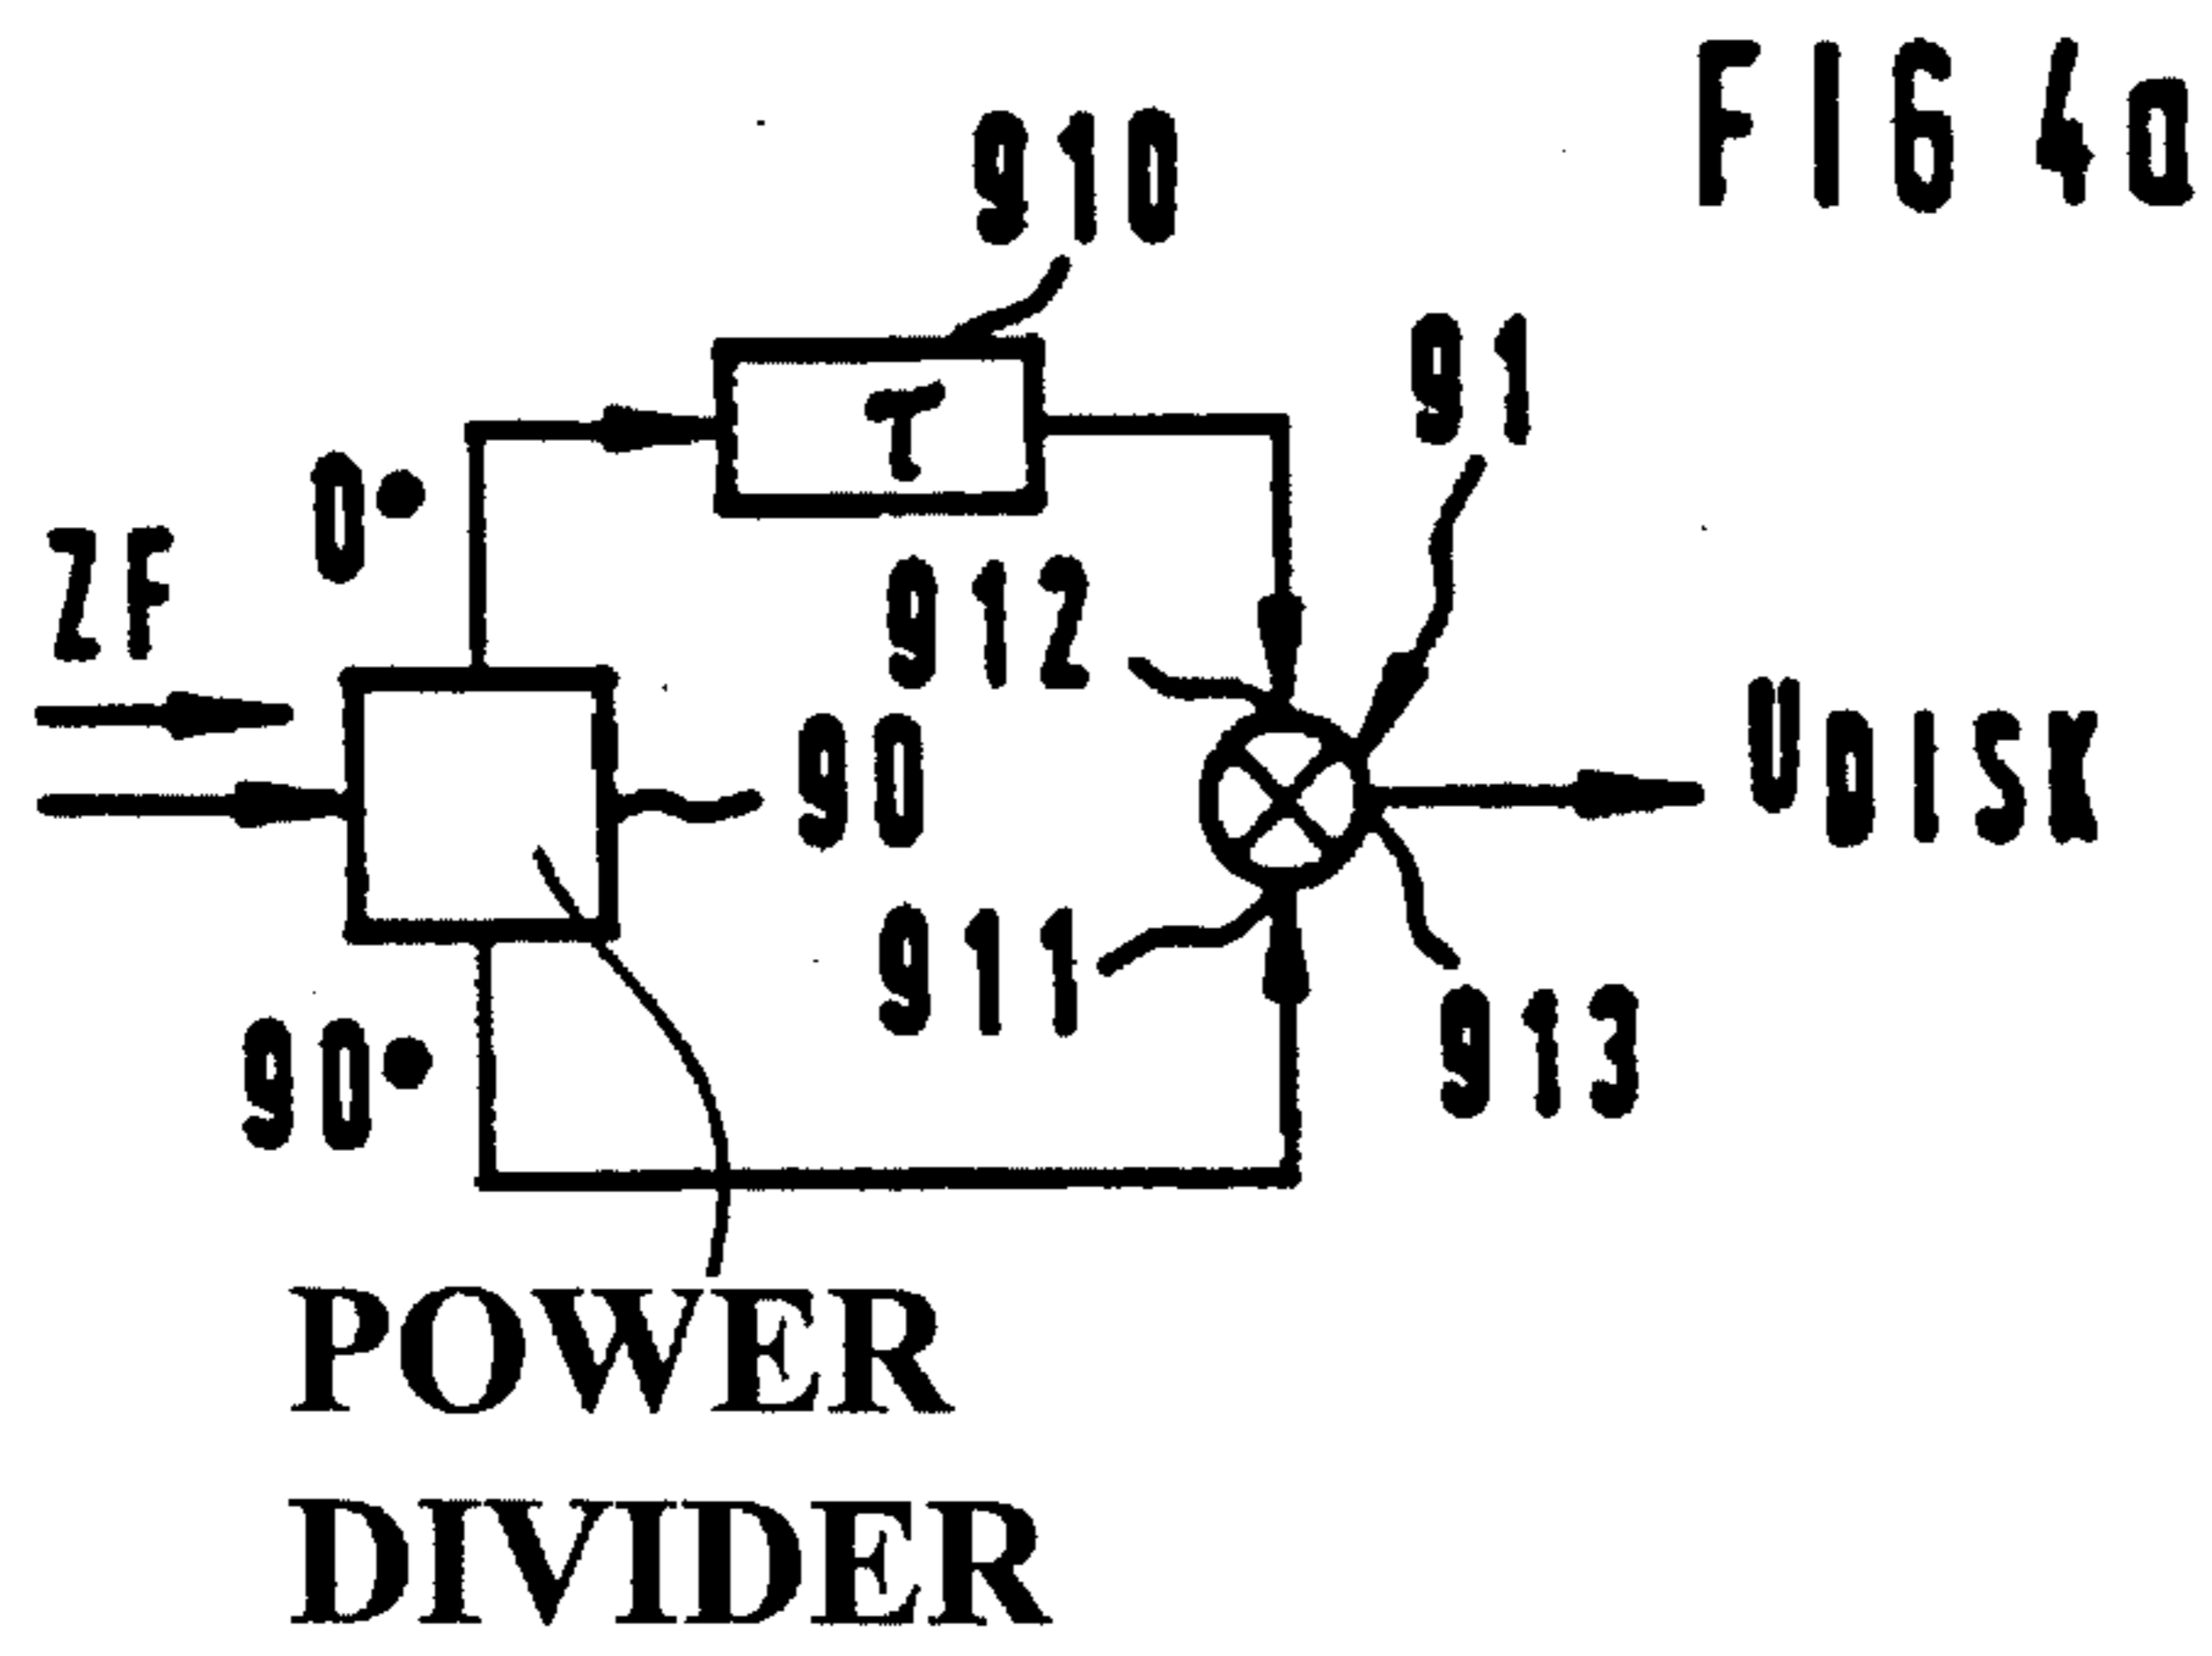 FIG 4a
910
91
τ
0°
ZF
912
90
UDISK
911
913
90°
POWER
DIVIDER